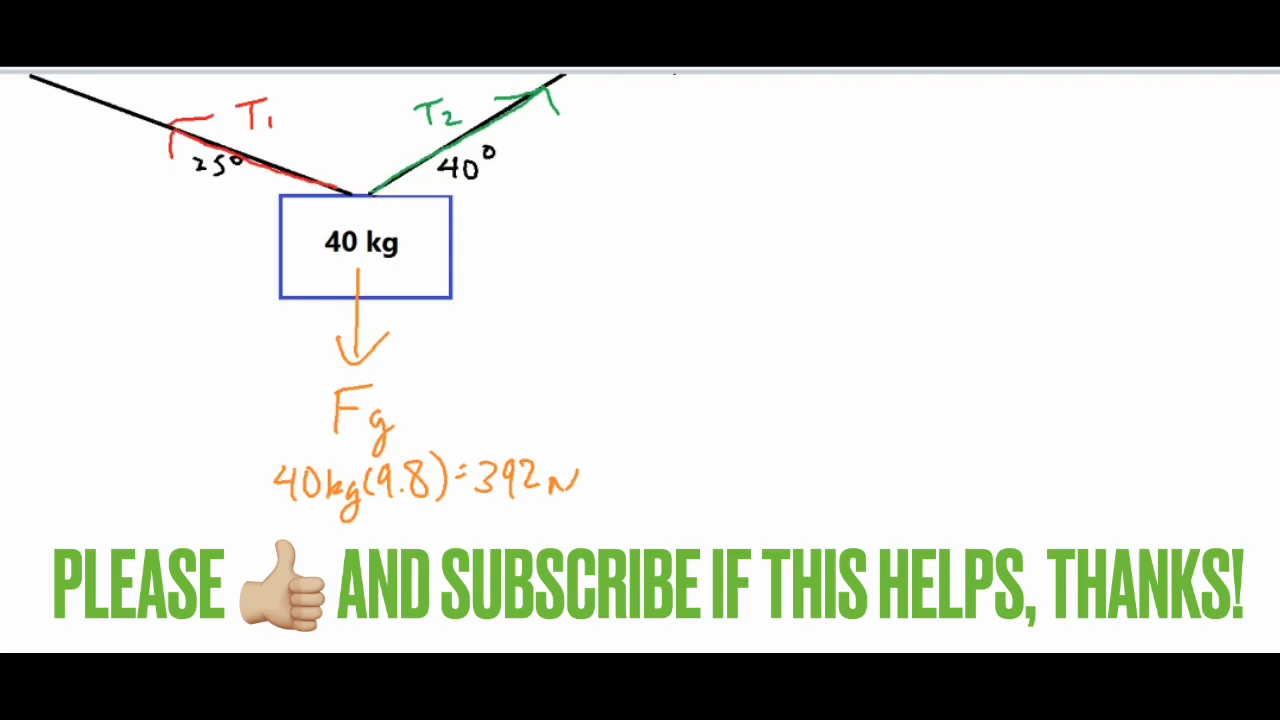 T1
T2
25°
40°
40 kg
Fg
40kg(9.8)=392N
PLEASE 👍🏼 AND SUBSCRIBE IF THIS HELPS, THANKS!